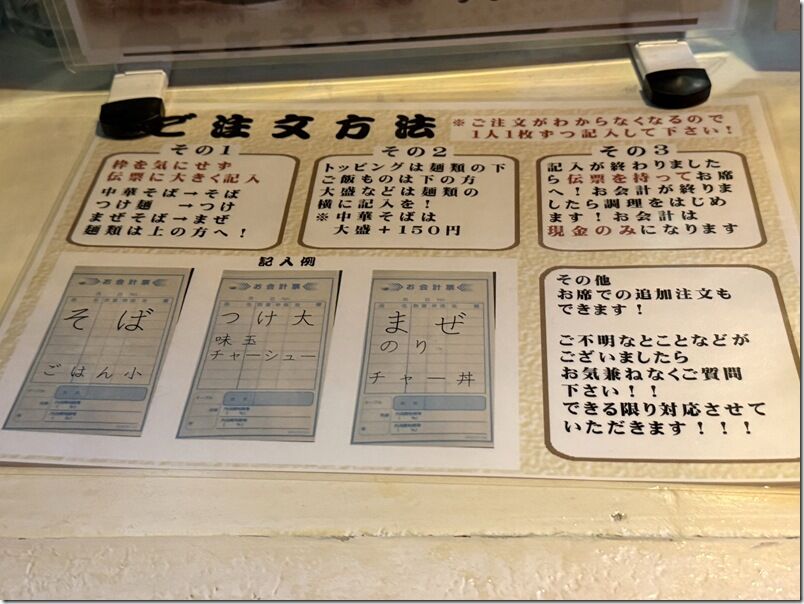 ご注文方法
※ご注文がわからなくなるので
1人1枚ずつ記入して下さい!
その1
枠を気にせず
伝票に大きく記入
中華そば→そば
つけ麺 →つけ
まぜそば→まぜ
麺類は上の方へ!
その2
トッピングは麺類の下
ご飯ものは下の方
大盛などは麺類の
横に記入を!
※中華そばは
大盛+150円
その3
記入が終わりました
ら伝票を持ってお席
へ!お会計が終りま
したら調理をはじめ
ます!お会計は
現金のみになります
記入例
お会計票
そば
ごはん小
お会計票
つけ大
味玉
チャーシュー
お会計票
まぜ
のり
チャー丼
その他
お席での追加注文も
できます!
ご不明なとことなどが
ございましたら
お気兼ねなくご質問
下さい!!
できる限り対応させて
いただきます!!!